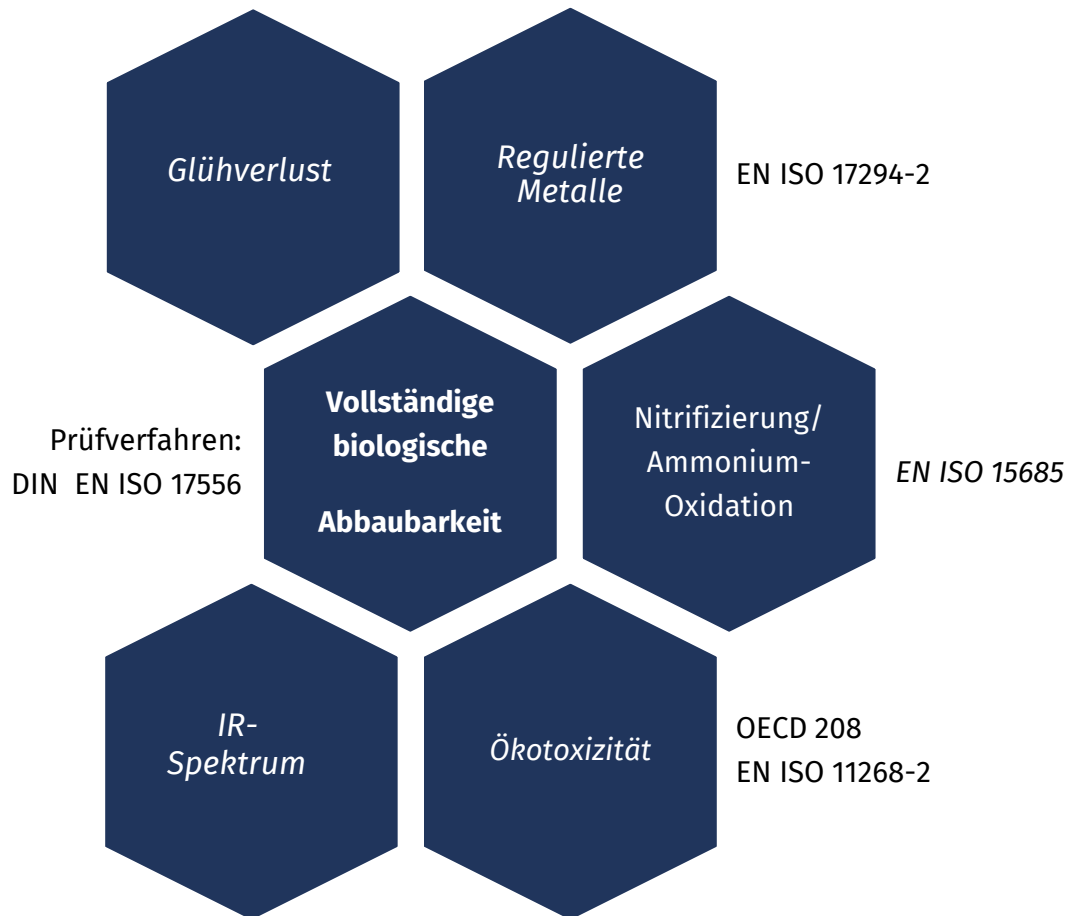 Glühverlust
Regulierte
Metalle
EN ISO 17294-2
Prüfverfahren:
DIN  EN ISO 17556
Vollständige
biologische
Abbaubarkeit
Nitrifizierung/
Ammonium-
Oxidation
EN ISO 15685
IR-
Spektrum
Ökotoxizität
OECD 208
EN ISO 11268-2